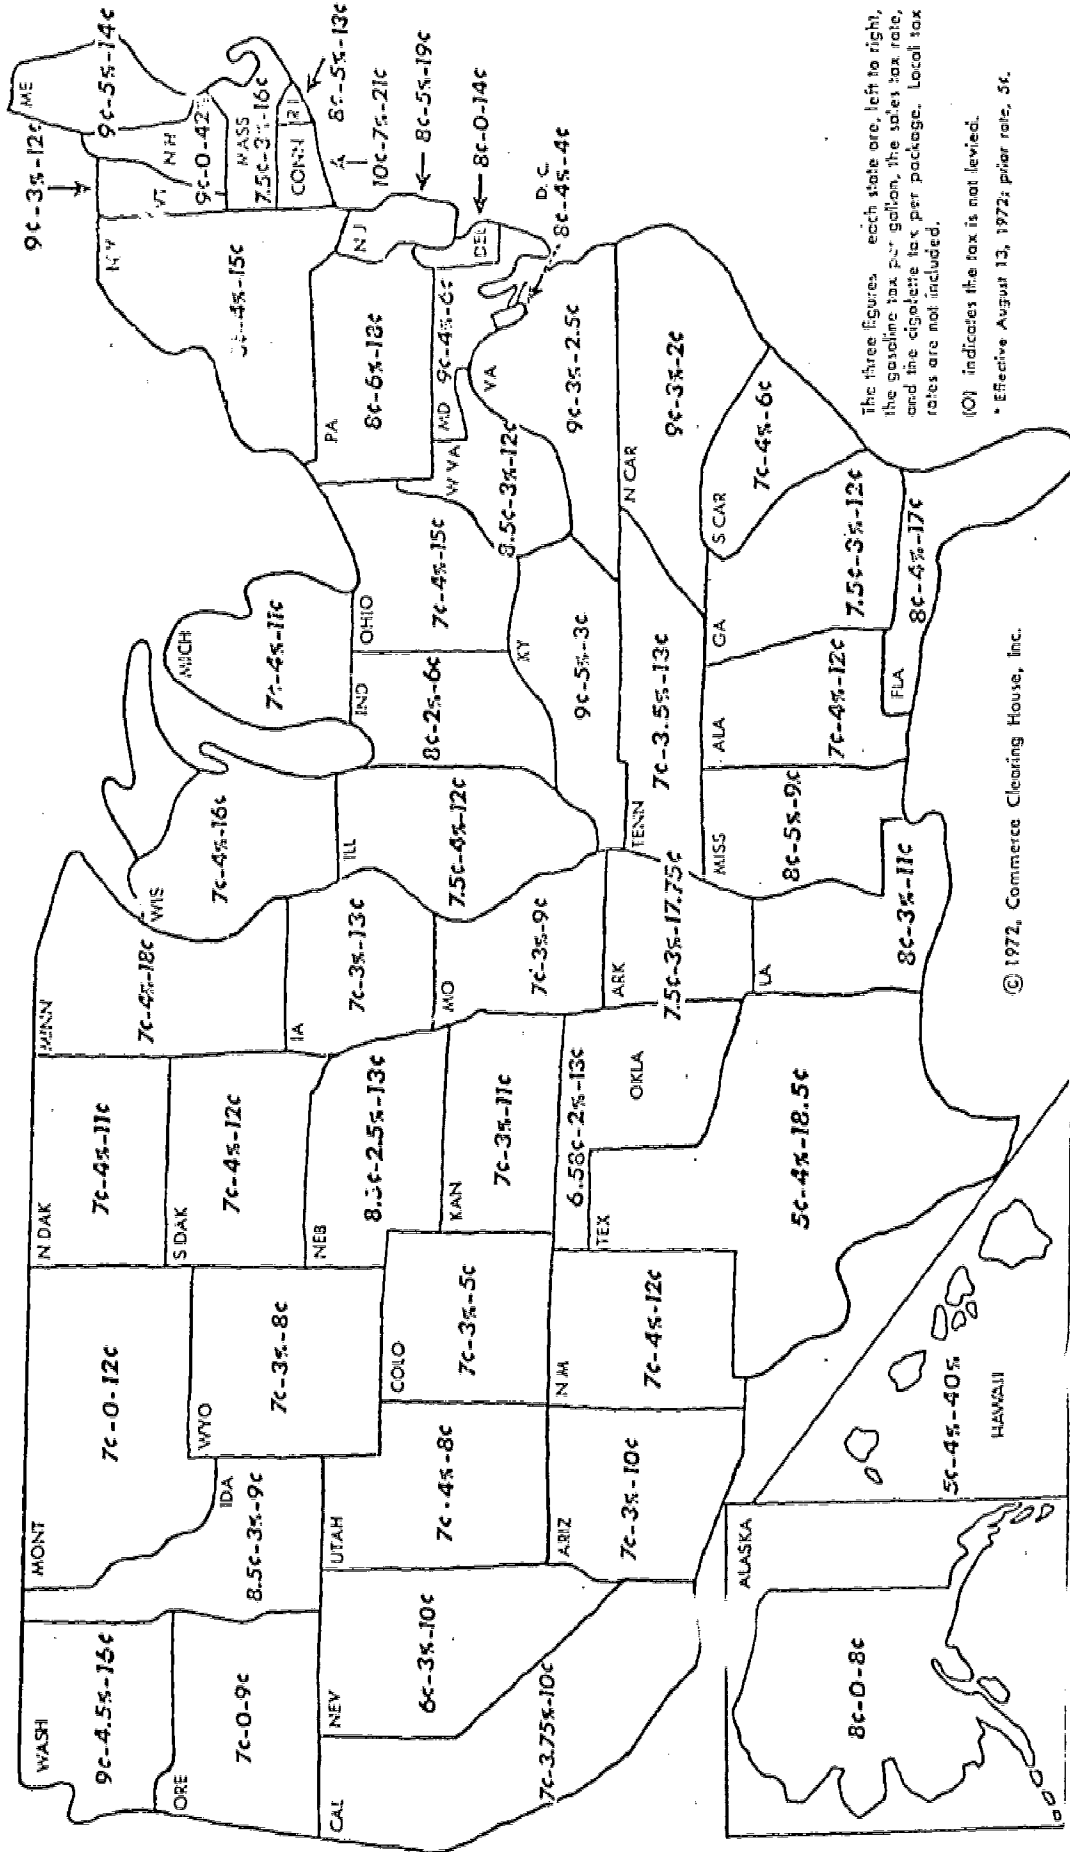 WASH
9¢-4.5%-16¢
ORE
7¢-0-9¢
CAL
7¢-3.75%-10¢
NEV
6¢-3%-10¢
IDA
8.5¢-3%-9¢
MONT
7¢-0-12¢
WYO
7¢-3%-8¢
UTAH
7¢-4%-8¢
ARIZ
7¢-3%-10¢
COLO
7¢-3%-5¢
N M
7¢-4%-12¢
N DAK
7¢-4%-11¢
S DAK
7¢-4%-12¢
NEB
8.5¢-2.5%-13¢
KAN
7¢-3%-11¢
6.58¢-2%-13¢
OKLA
TEX
5¢-4%-18.5¢
MINN
7¢-4%-18¢
IA
7¢-3%-13¢
MO
7¢-3%-9¢
ARK
7.5¢-3%-17.75¢
LA
8¢-3%-11¢
WIS
7¢-4%-16¢
ILL
7.5¢-4%-12¢
MICH
7¢-4%-11¢
IND
8¢-2%-6¢
OHIO
7¢-4%-15¢
KY
9¢-5%-3¢
TENN
7¢-3.5%-13¢
MISS
8¢-5%-9¢
ALA
7¢-4%-12¢
GA
7.5¢-3%-12¢
FLA
8¢-4%-17¢
S CAR
7¢-4%-6¢
N CAR
9¢-3%-2¢
VA
9¢-3%-2.5¢
W VA
8.5¢-3%-12¢
MD
9¢-4%-6¢
PA
8¢-6%-18¢
N Y
-4%-15¢
9¢-3%-12¢
VT
N H
9¢-0-42%
ME
9¢-5%-14¢
MASS
7.5¢-3%-16¢
CONN
R I
8¢-5%-13¢
10¢-7%-21¢
N J
8¢-5%-19¢
DEL
8¢-0-14¢
D. C.
8¢-4%-4¢
ALASKA
8¢-0-8¢
5¢-4%-40%
HAWAII
The three figures each state are, left to right,
the gasoline tax per gallon, the sales tax rate,
and the cigarette tax per package. Local tax
rates are not included.
(O) indicates the tax is not levied.
* Effective August 13, 1972; prior rate, 5¢.
© 1972, Commerce Clearing House, Inc.